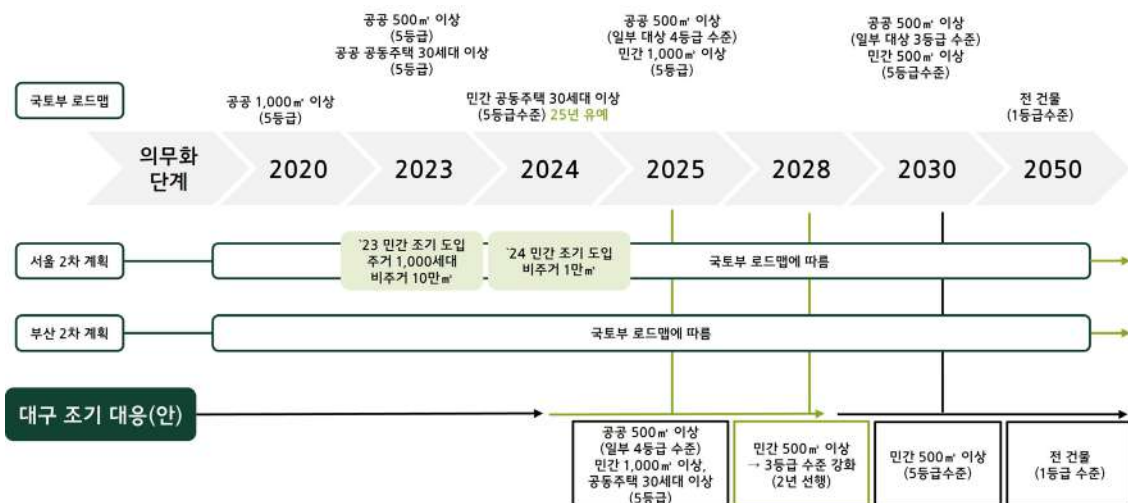 공공 500㎡ 이상
(5등급)
공공 공동주택 30세대 이상
(5등급)
공공 500㎡ 이상
(일부 대상 4등급 수준)
민간 1,000㎡ 이상
(5등급)
공공 500㎡ 이상
(일부 대상 3등급 수준)
민간 500㎡ 이상
(5등급수준)
국토부 로드맵
공공 1,000㎡ 이상
(5등급)
민간 공동주택 30세대 이상
(5등급수준) 25년 유예
전 건물
(1등급수준)
의무화
단계
2020
2023
2024
2025
2028
2030
2050
서울 2차 계획
`23 민간 조기 도입
주거 1,000세대
비주거 10만㎡
`24 민간 조기 도입
비주거 1만㎡
국토부 로드맵에 따름
부산 2차 계획
국토부 로드맵에 따름
대구 조기 대응(안)
공공 500㎡ 이상
(일부 4등급 수준)
민간 1,000㎡ 이상,
공동주택 30세대 이상
(5등급)
민간 500㎡ 이상
→ 3등급 수준 강화
(2년 선행)
민간 500㎡ 이상
(5등급수준)
전 건물
(1등급 수준)